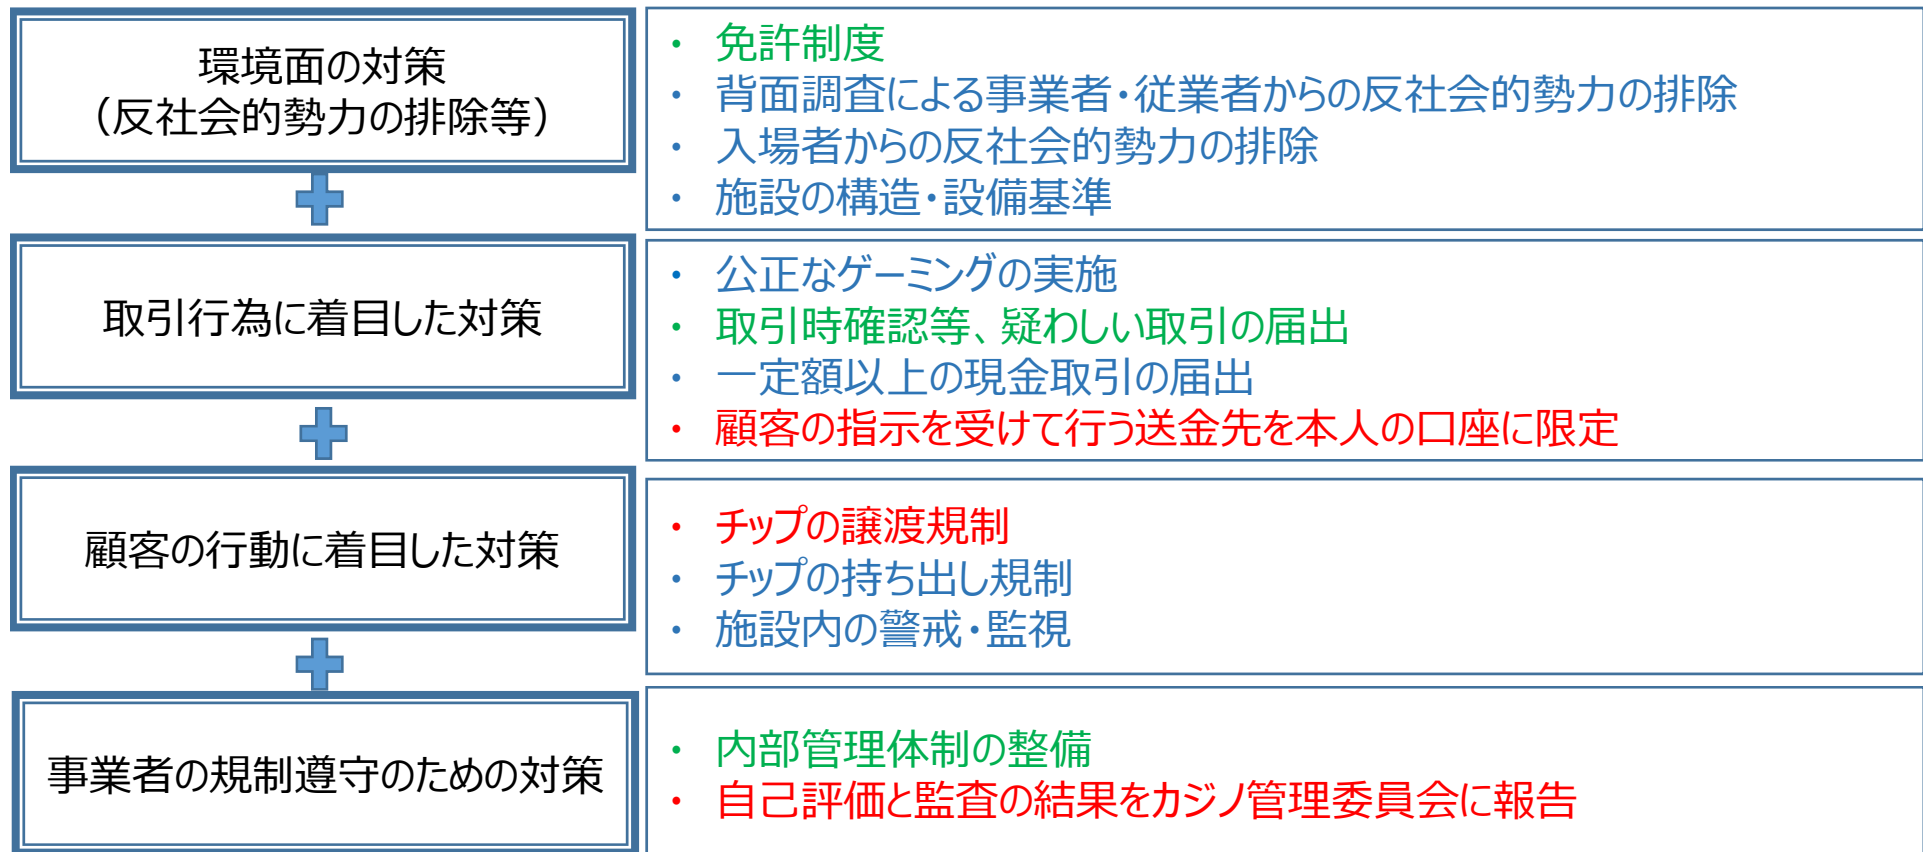 環境面の対策
（反社会的勢力の排除等）
・ 免許制度
・ 背面調査による事業者・従業者からの反社会的勢力の排除
・ 入場者からの反社会的勢力の排除
・ 施設の構造・設備基準
取引行為に着目した対策
・ 公正なゲーミングの実施
・ 取引時確認等、疑わしい取引の届出
・ 一定額以上の現金取引の届出
・ 顧客の指示を受けて行う送金先を本人の口座に限定
顧客の行動に着目した対策
・ チップの譲渡規制
・ チップの持ち出し規制
・ 施設内の警戒・監視
事業者の規制遵守のための対策
・ 内部管理体制の整備
・ 自己評価と監査の結果をカジノ管理委員会に報告